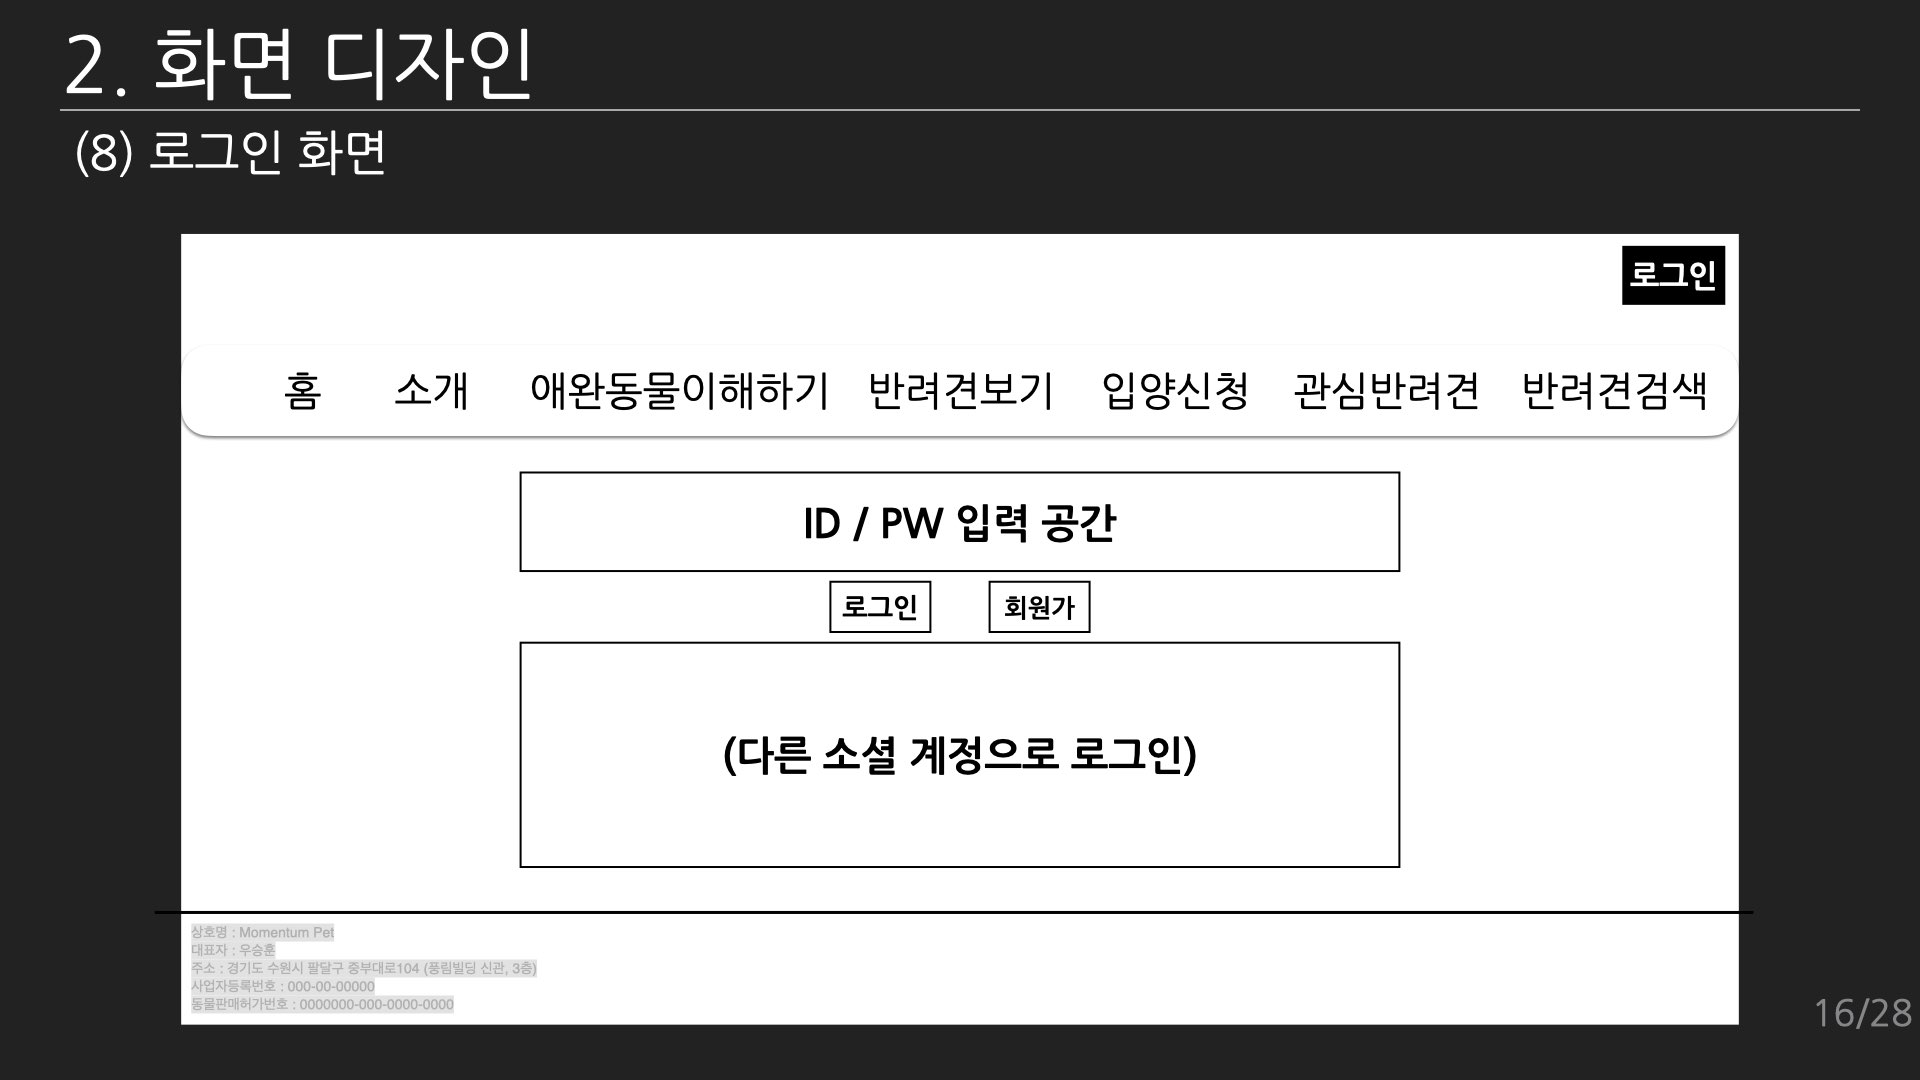 2. 화면 디자인
(8) 로그인 화면
로그인
홈 소개 애완동물이해하기 반려견보기 입양신청 관심반려견 반려견검색
ID / PW 입력 공간
로그인 회원가
(다른 소셜 계정으로 로그인)
상호명 : Momentum Pet
대표자 : 우승훈
주소 : 경기도 수원시 팔달구 중부대로104 (풍림빌딩 신관, 3층)
사업자등록번호 : 000-00-00000
동물판매허가번호 : 0000000-000-0000-0000
16/28